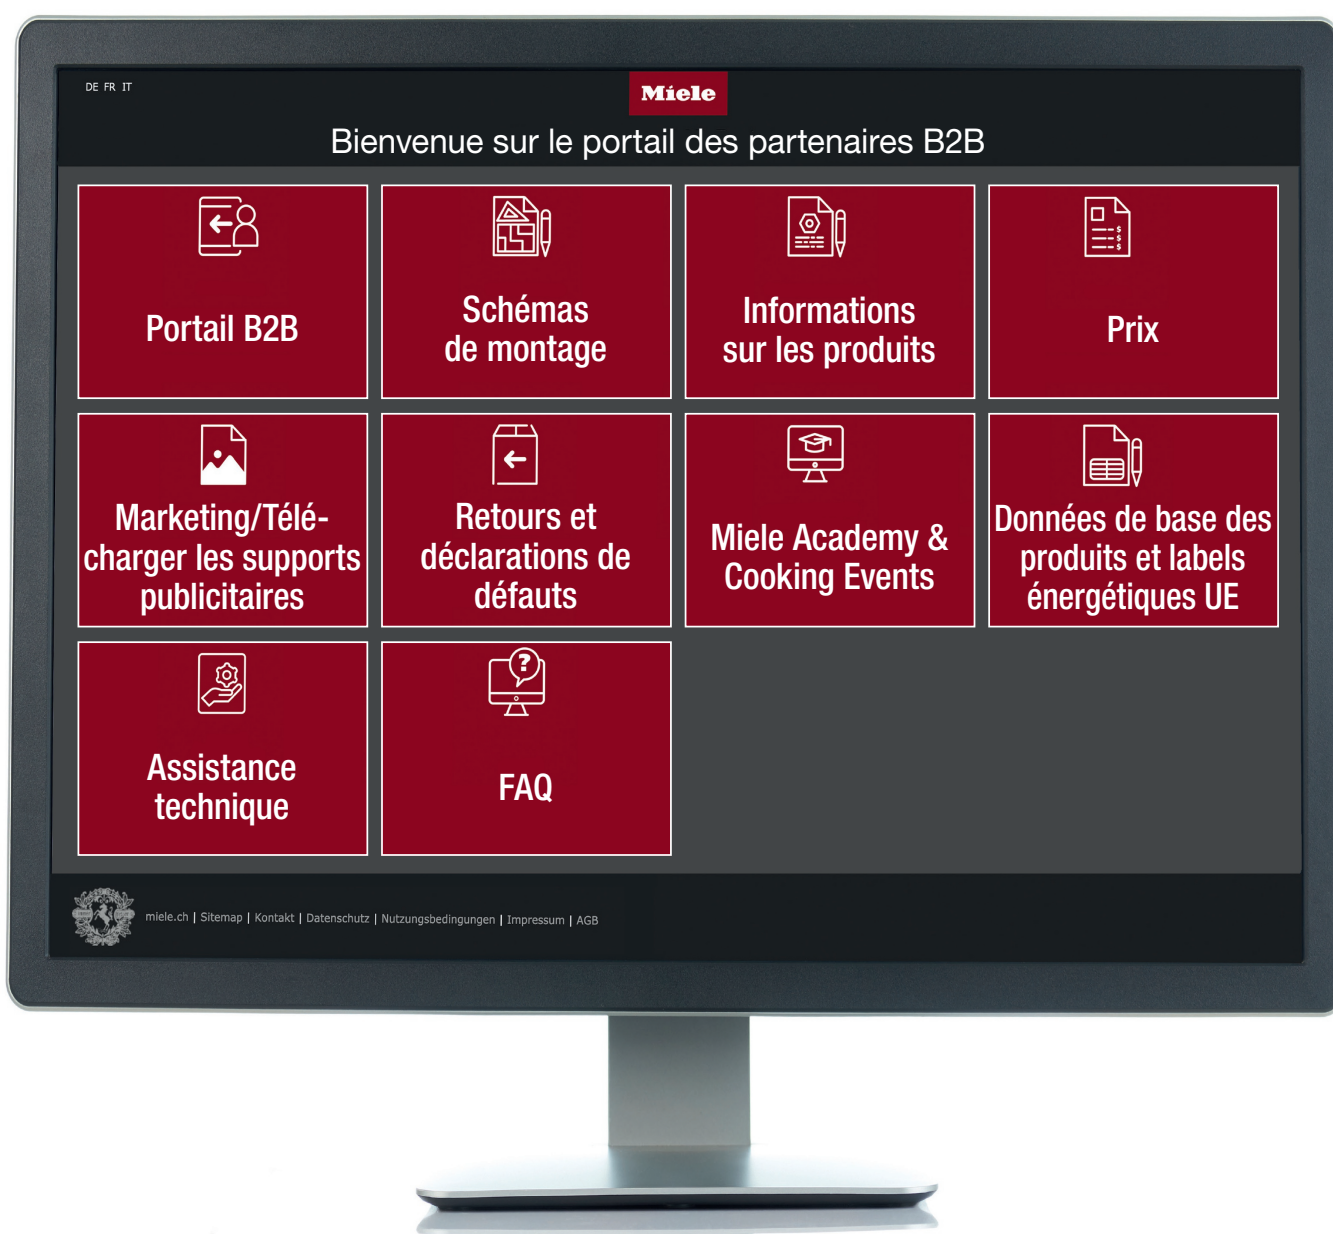 DE FR IT
Miele
Bienvenue sur le portail des partenaires B2B
Portail B2B
Schémas
de montage
Informations
sur les produits
Prix
Marketing/Télé-
charger les supports
publicitaires
Retours et
déclarations de
défauts
Miele Academy &
Cooking Events
Données de base des
produits et labels
énergétiques UE
Assistance
technique
FAQ
miele.ch | Sitemap | Kontakt | Datenschutz | Nutzungsbedingungen | Impressum | AGB